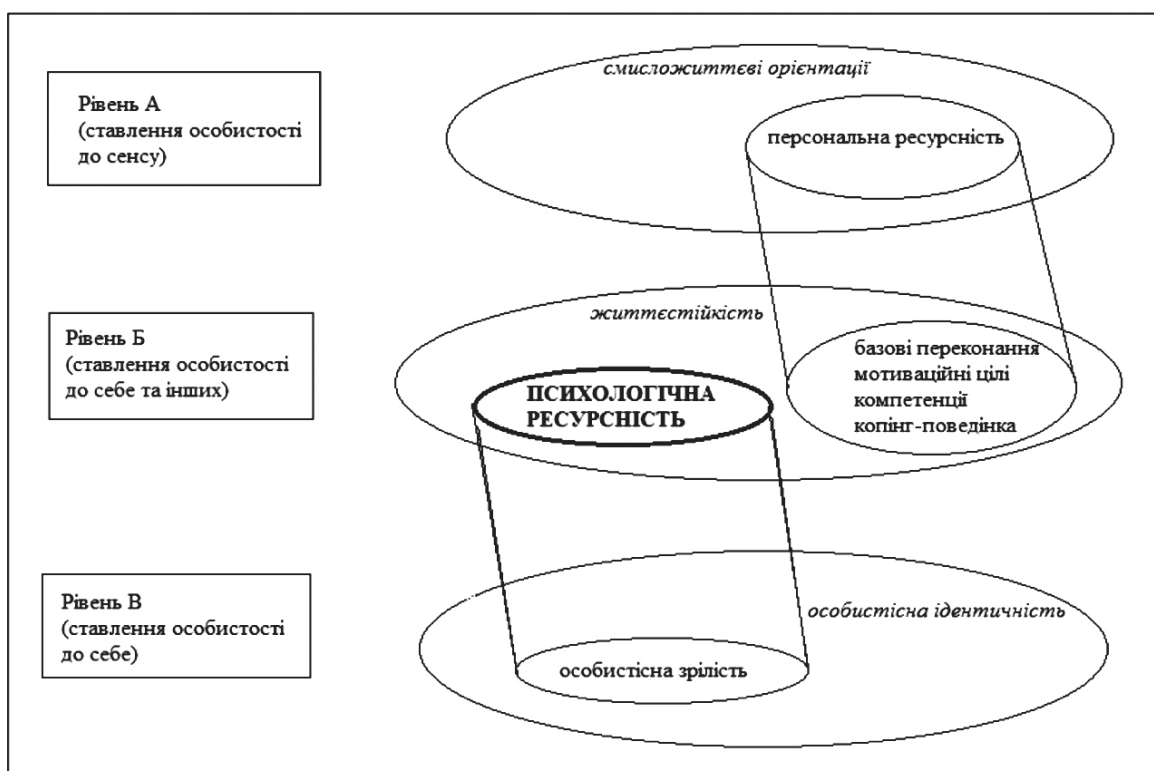 смисложиттєві орієнтації
Рівень А
(ставлення особистості
до сенсу)
персональна ресурсність
життєстійкість
Рівень Б
(ставлення особистості
до себе та інших)
базові переконання
мотиваційні цілі
компетенції
копінг-поведінка
ПСИХОЛОГІЧНА
РЕСУРСНІСТЬ
Рівень В
(ставлення особистості
до себе)
особистісна ідентичність
особистісна зрілість